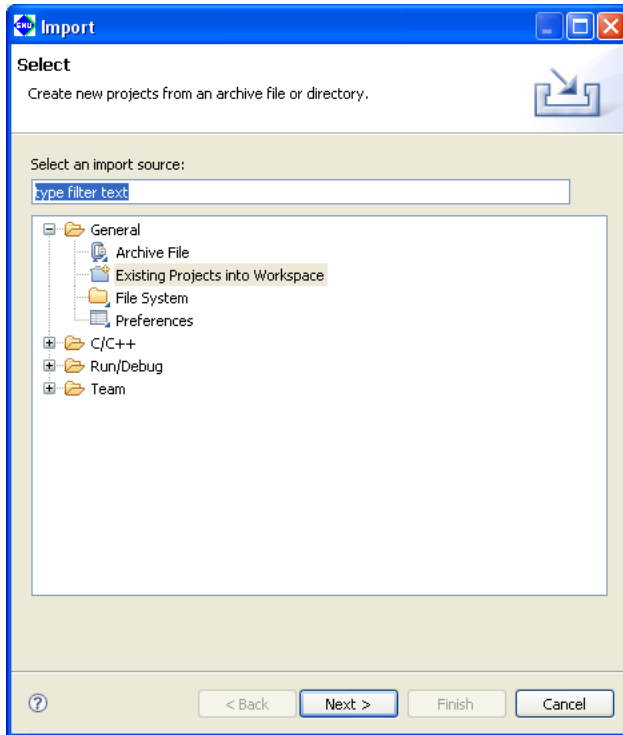 GNU Import
Select
Create new projects from an archive file or directory.
Select an import source:
type filter text
General
Archive File
Existing Projects into Workspace
File System
Preferences
C/C++
Run/Debug
Team
< Back Next > Finish Cancel